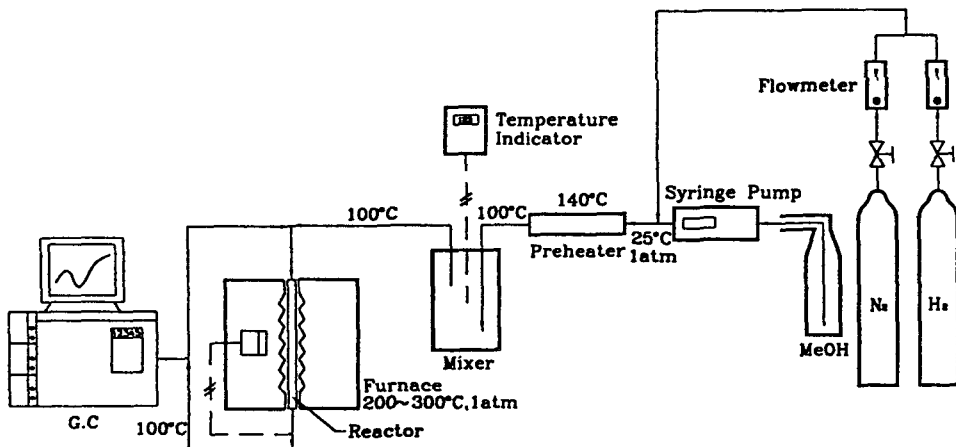 Flowmeter
Temperature
Indicator
Syringe Pump
140°C
100°C
100°C
Preheater
25°C
1atm
N₂
H₂
MeOH
Mixer
12345
Furnace
200~300°C,1atm
Reactor
G.C
100°C